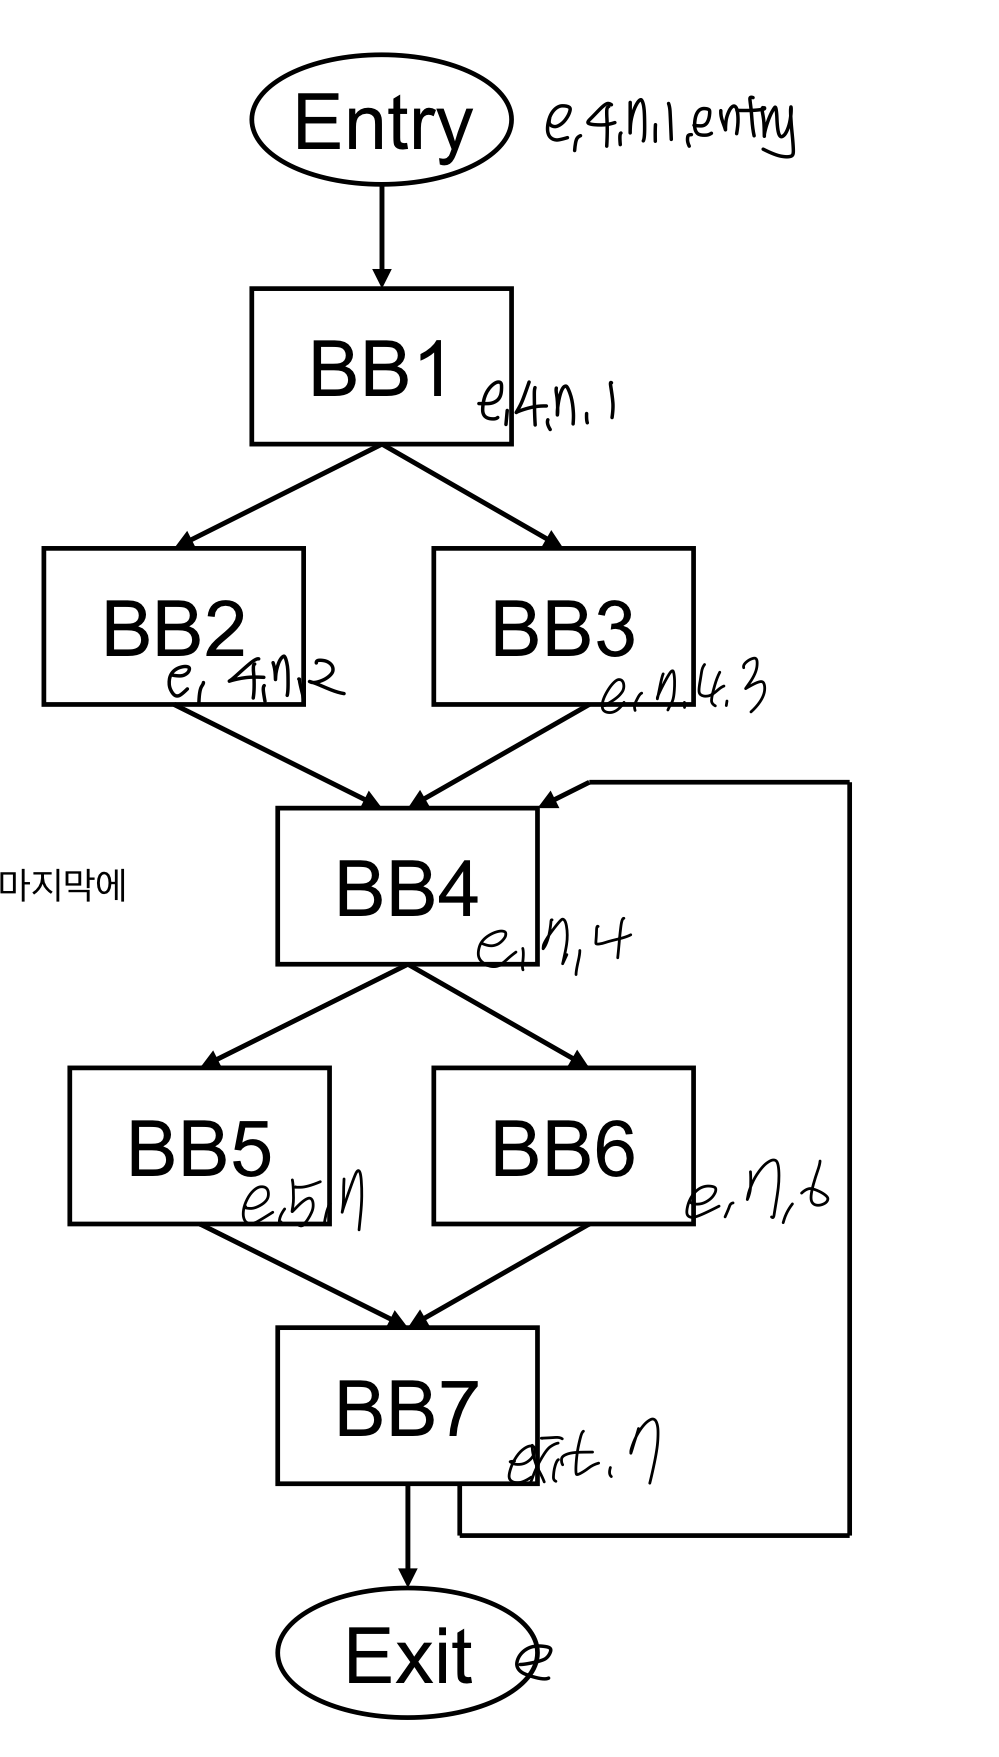 Entry
e,4,7,1,entry
BB1
e,4,7,1
BB2
e,4,7,2
BB3
e,7,4,3
BB4
마지막에
e,7,4
BB5
e,5,7
BB6
e,7,6
BB7
exit,7
Exit
e